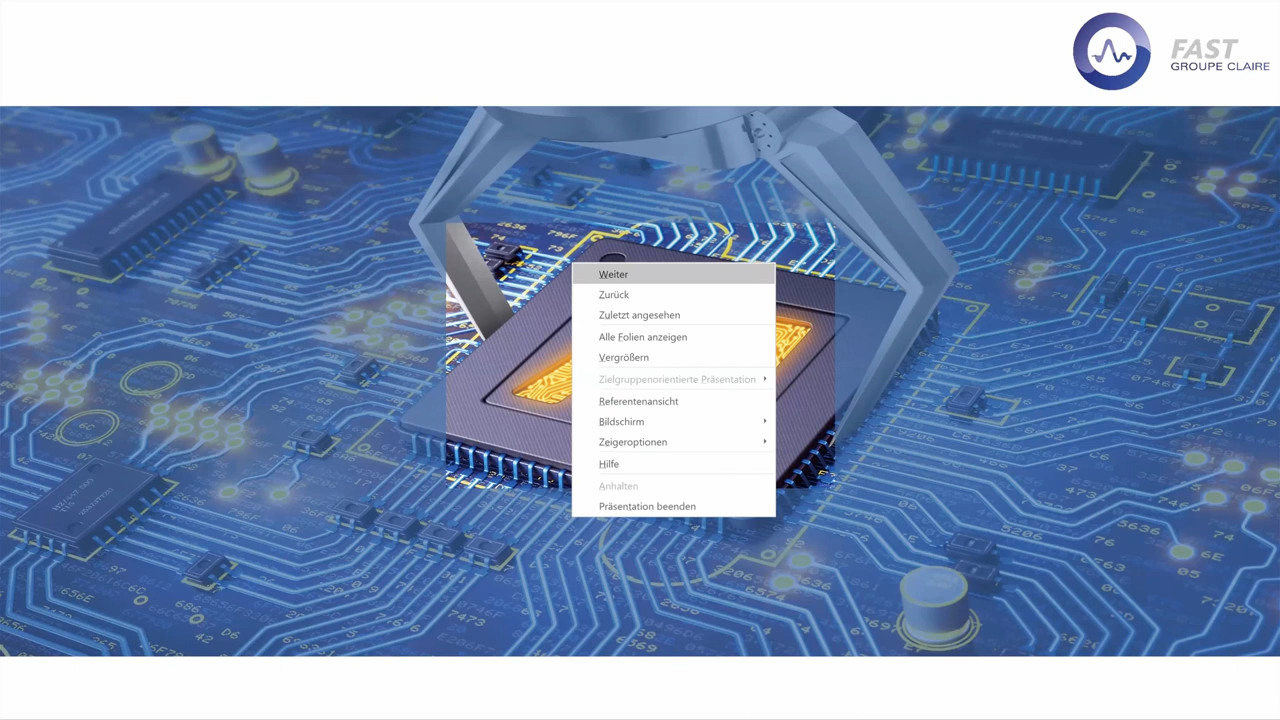 FAST
GROUPE CLAIRE
Weiter
Zurück
Zuletzt angesehen
Alle Folien anzeigen
Vergrößern
Zielgruppenorientierte Präsentation
Referentenansicht
Bildschirm
Zeigeroptionen
Hilfe
Anhalten
Präsentation beenden